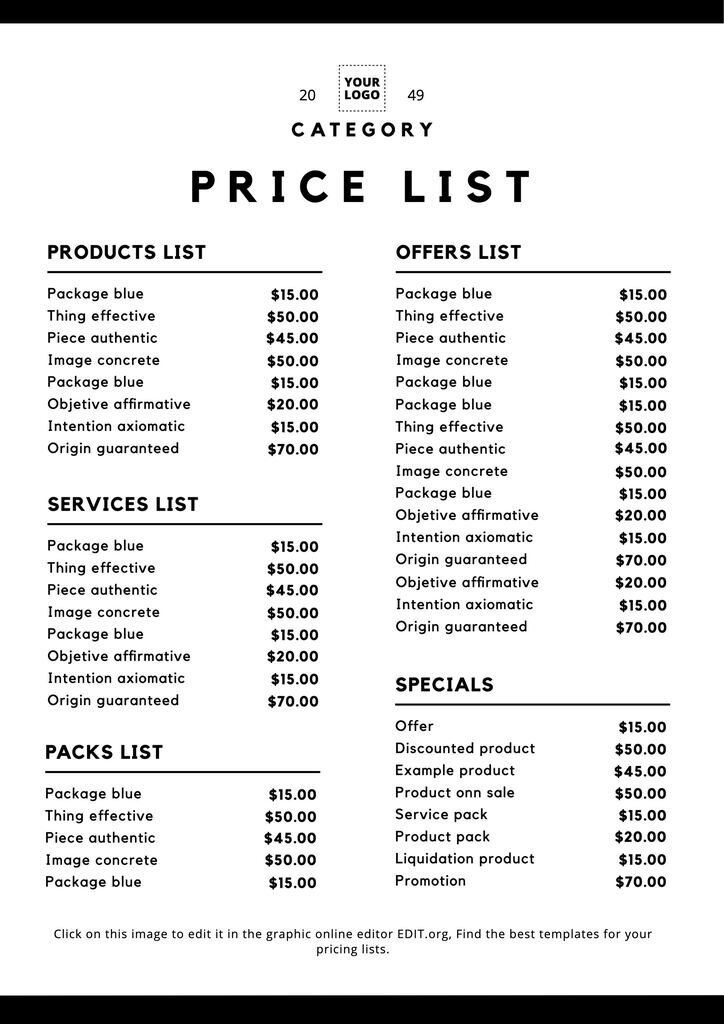 YOUR
LOGO
20 49
CATEGORY
PRICE LIST
PRODUCTS LIST
Package blue $15.00
Thing effective $50.00
Piece authentic $45.00
Image concrete $50.00
Package blue $15.00
Objetive affirmative $20.00
Intention axiomatic $15.00
Origin guaranteed $70.00
SERVICES LIST
Package blue $15.00
Thing effective $50.00
Piece authentic $45.00
Image concrete $50.00
Package blue $15.00
Objetive affirmative $20.00
Intention axiomatic $15.00
Origin guaranteed $70.00
PACKS LIST
Package blue $15.00
Thing effective $50.00
Piece authentic $45.00
Image concrete $50.00
Package blue $15.00
OFFERS LIST
Package blue $15.00
Thing effective $50.00
Piece authentic $45.00
Image concrete $50.00
Package blue $15.00
Package blue $15.00
Thing effective $50.00
Piece authentic $45.00
Image concrete $50.00
Package blue $15.00
Objetive affirmative $20.00
Intention axiomatic $15.00
Origin guaranteed $70.00
Objetive affirmative $20.00
Intention axiomatic $15.00
Origin guaranteed $70.00
SPECIALS
Offer $15.00
Discounted product $50.00
Example product $45.00
Product onn sale $50.00
Service pack $15.00
Product pack $20.00
Liquidation product $15.00
Promotion $70.00
Click on this image to edit it in the graphic online editor EDIT.org, Find the best templates for your
pricing lists.